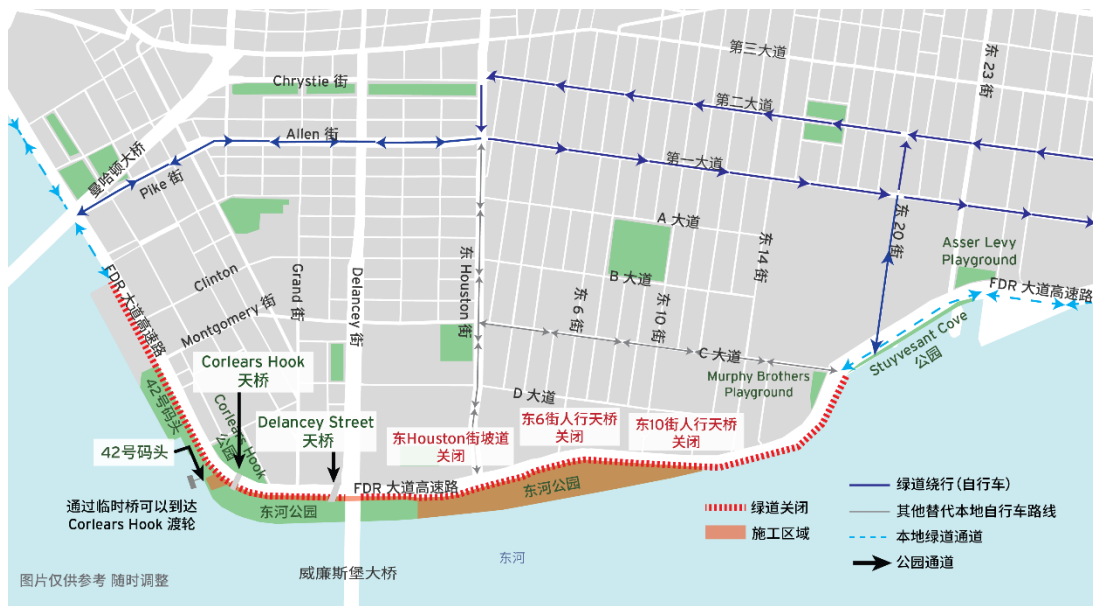 第三大道
东 23 街
Chrystie 街
第二大道
Allen 街
曼哈顿大桥
Pike 街
第一大道
A 大道
东 14 街
东 20 街
Asser Levy
Playground
B 大道
东 Houston 街
FDR 大道高速路
Clinton
Grand 街
Delancey 街
Montgomery 街
FDR 大道高速路
东 6 街
东 10 街
C 大道
Stuyvesant Cove
公园
Murphy Brothers
Playground
Corlears Hook
天桥
D 大道
42号码头
Corlears Hook
公园
Delancey Street
天桥
东Houston街坡道
关闭
东6街人行天桥
关闭
东10街人行天桥
关闭
42号码头
FDR 大道高速路
东河公园
东河公园
通过临时桥可以到达
Corlears Hook 渡轮
绿道关闭
施工区域
绿道绕行(自行车)
其他替代本地自行车路线
本地绿道通道
公园通道
东河
威廉斯堡大桥
图片仅供参考 随时调整